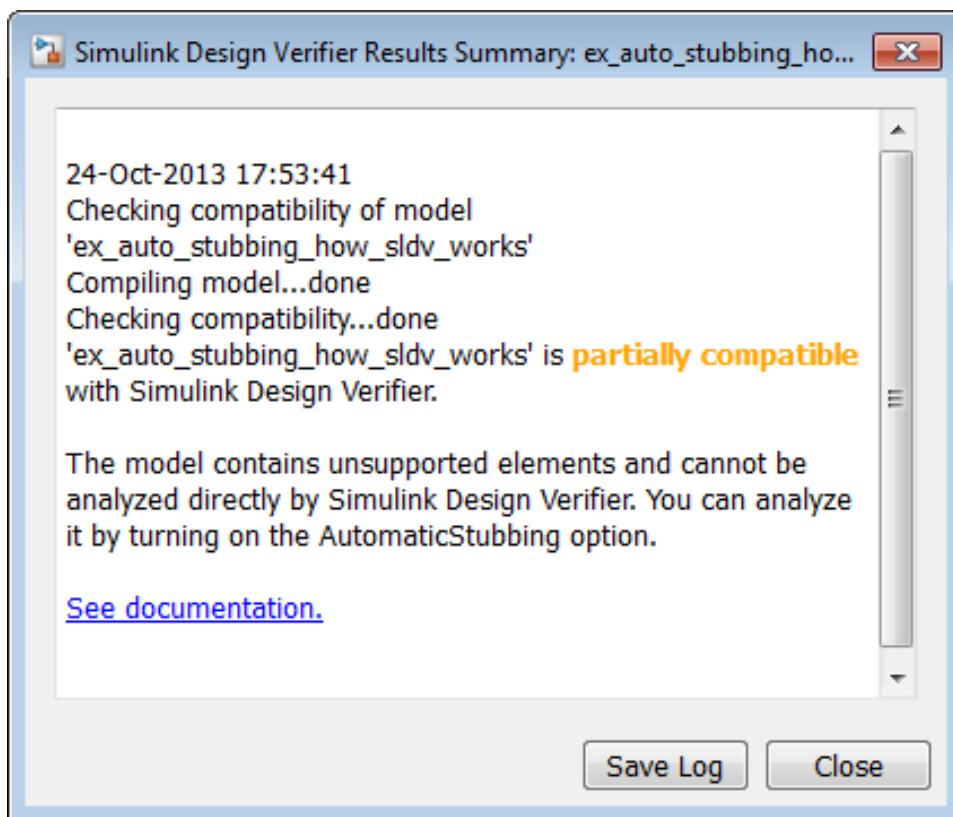 Simulink Design Verifier Results Summary: ex_auto_stubbing_ho...
24-Oct-2013 17:53:41
Checking compatibility of model
'ex_auto_stubbing_how_sldv_works'
Compiling model...done
Checking compatibility...done
'ex_auto_stubbing_how_sldv_works' is partially compatible
with Simulink Design Verifier.
The model contains unsupported elements and cannot be
analyzed directly by Simulink Design Verifier. You can analyze
it by turning on the AutomaticStubbing option.
See documentation.
Save Log Close